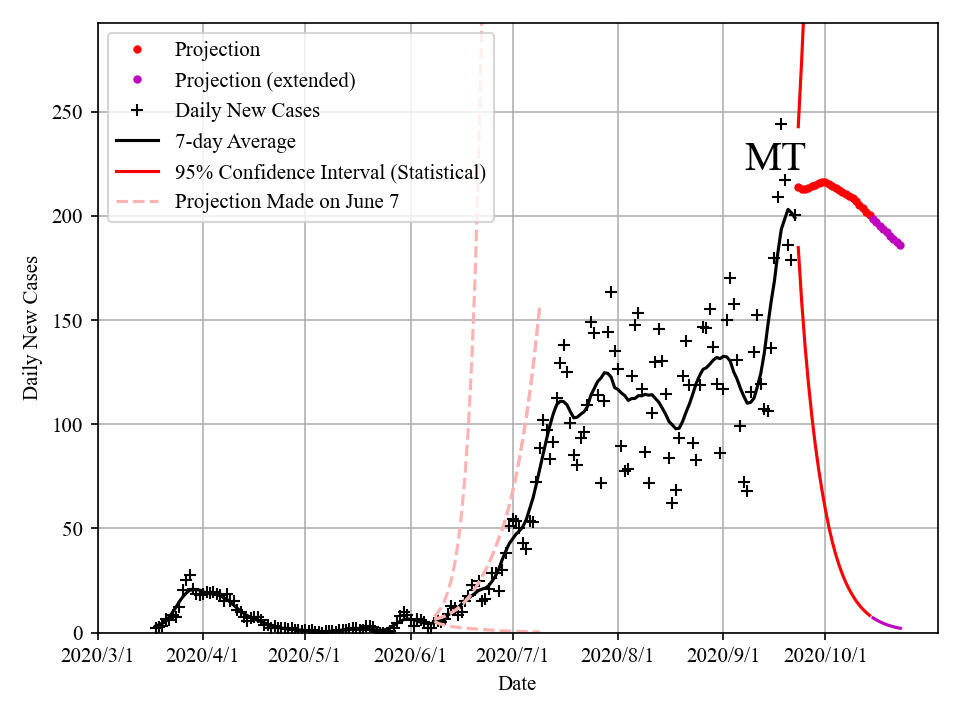 Projection
Projection (extended)
Daily New Cases
7-day Average
95% Confidence Interval (Statistical)
Projection Made on June 7
MT
250
200
150
100
50
0
Daily New Cases
2020/3/1 2020/4/1 2020/5/1 2020/6/1 2020/7/1 2020/8/1 2020/9/1 2020/10/1
Date